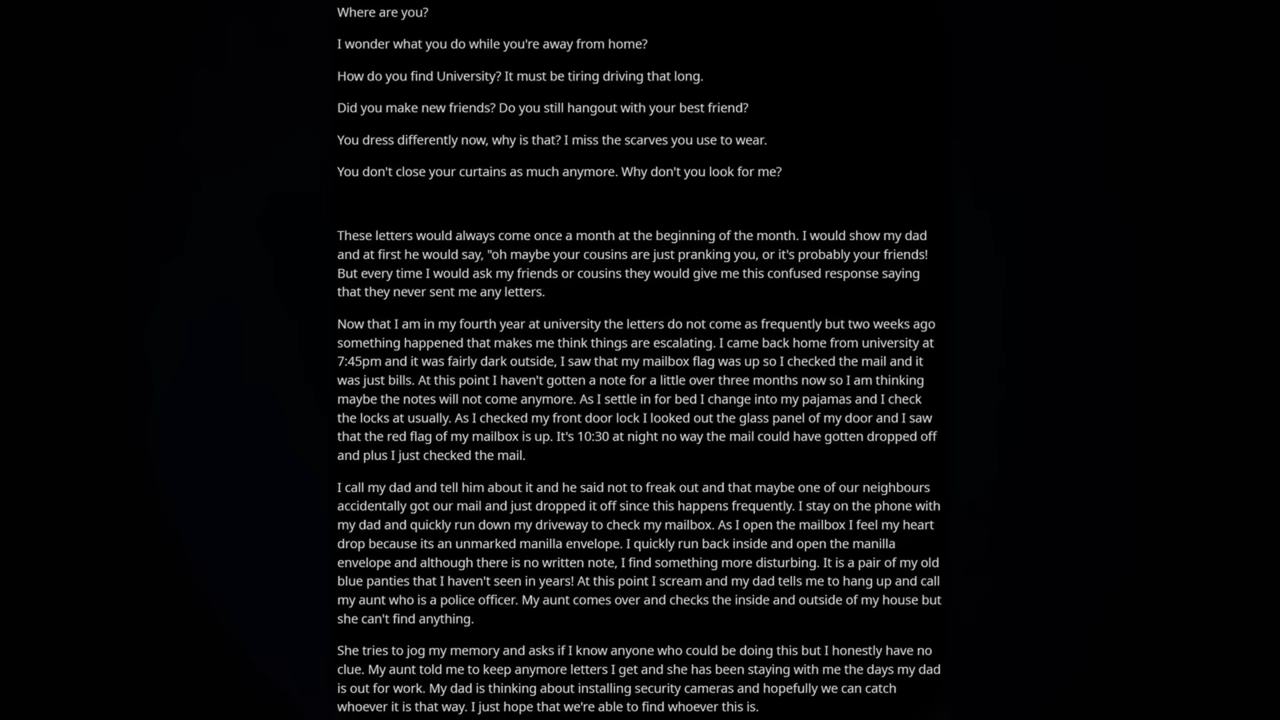 Where are you?
I wonder what you do while you're away from home?
How do you find University? It must be tiring driving that long.
Did you make new friends? Do you still hangout with your best friend?
You dress differently now, why is that? I miss the scarves you use to wear.
You don't close your curtains as much anymore. Why don't you look for me?
These letters would always come once a month at the beginning of the month. I would show my dad
and at first he would say, "oh maybe your cousins are just pranking you, or it's probably your friends!
But every time I would ask my friends or cousins they would give me this confused response saying
that they never sent me any letters.
Now that I am in my fourth year at university the letters do not come as frequently but two weeks ago
something happened that makes me think things are escalating. I came back home from university at
7:45pm and it was fairly dark outside, I saw that my mailbox flag was up so I checked the mail and it
was just bills. At this point I haven't gotten a note for a little over three months now so I am thinking
maybe the notes will not come anymore. As I settle in for bed I change into my pajamas and I check
the locks at usually. As I checked my front door lock I looked out the glass panel of my door and I saw
that the red flag of my mailbox is up. It's 10:30 at night no way the mail could have gotten dropped off
and plus I just checked the mail.
I call my dad and tell him about it and he said not to freak out and that maybe one of our neighbours
accidentally got our mail and just dropped it off since this happens frequently. I stay on the phone with
my dad and quickly run down my driveway to check my mailbox. As I open the mailbox I feel my heart
drop because its an unmarked manilla envelope. I quickly run back inside and open the manilla
envelope and although there is no written note, I find something more disturbing. It is a pair of my old
blue panties that I haven't seen in years! At this point I scream and my dad tells me to hang up and call
my aunt who is a police officer. My aunt comes over and checks the inside and outside of my house but
she can't find anything.
She tries to jog my memory and asks if I know anyone who could be doing this but I honestly have no
clue. My aunt told me to keep anymore letters I get and she has been staying with me the days my dad
is out for work. My dad is thinking about installing security cameras and hopefully we can catch
whoever it is that way. I just hope that we're able to find whoever this is.